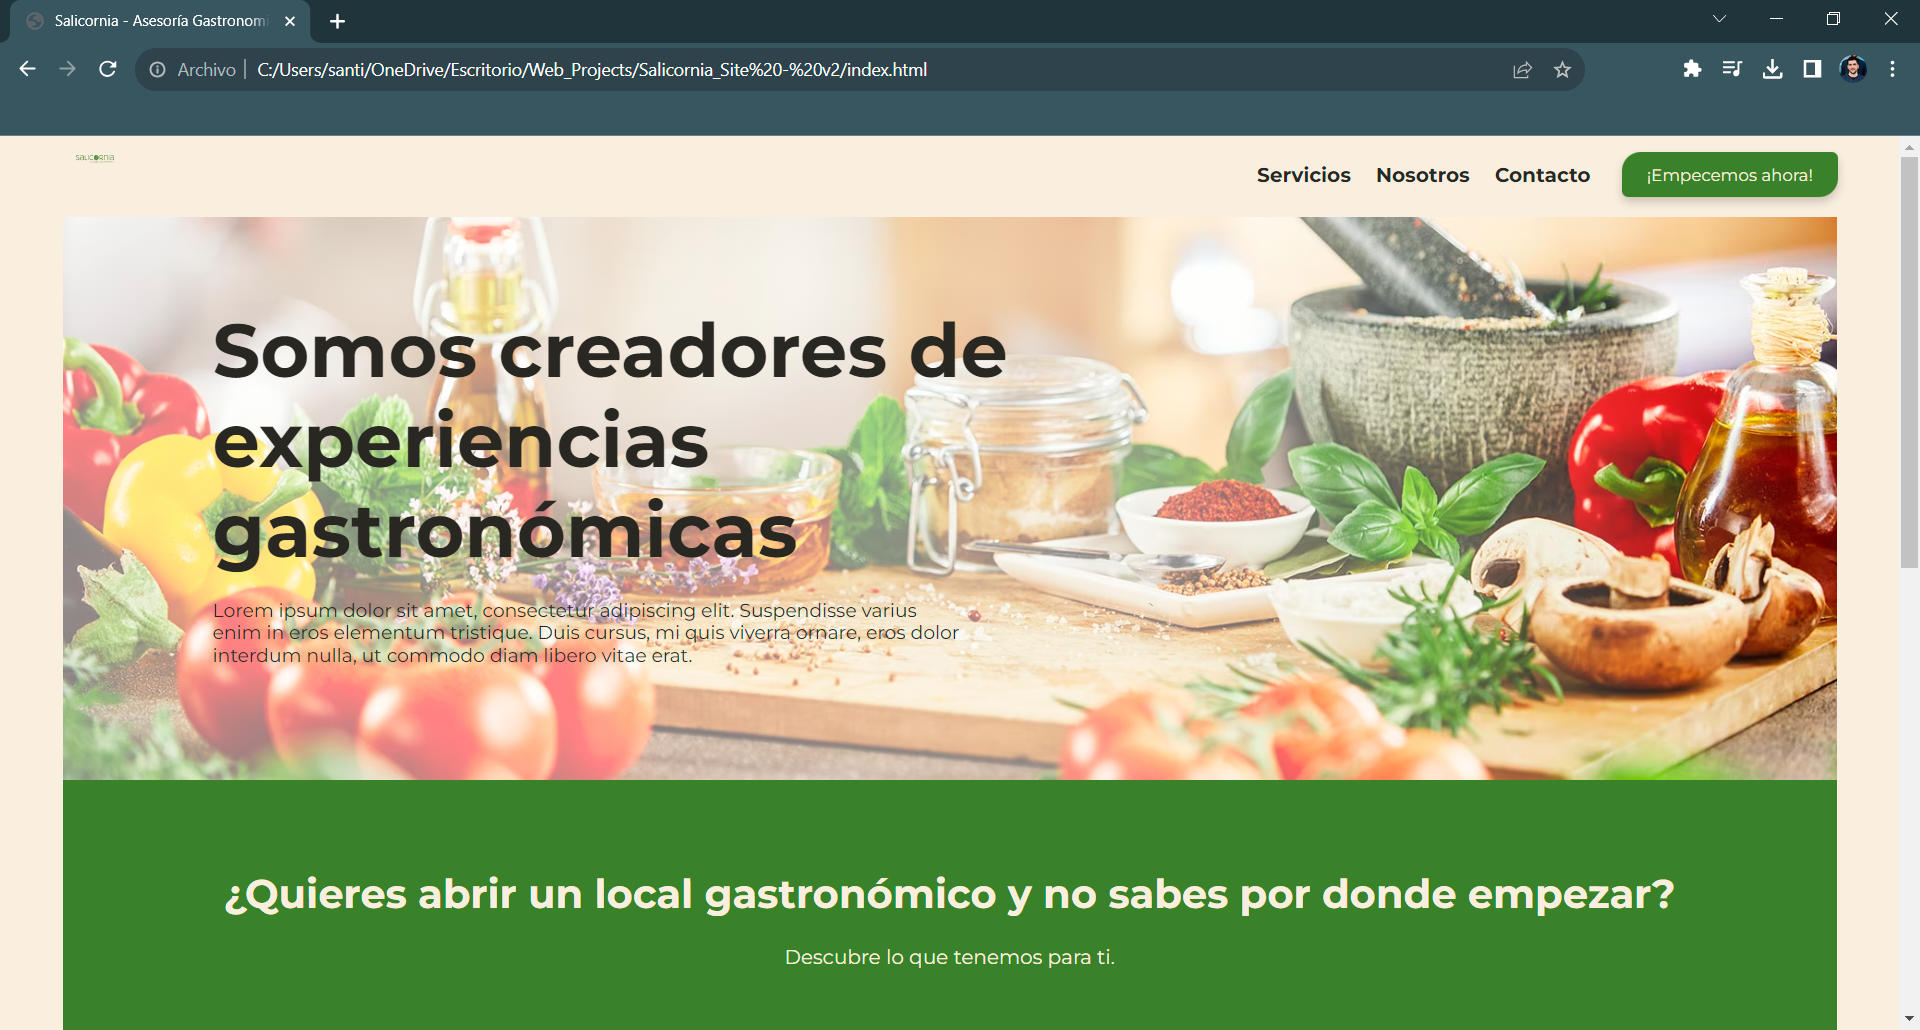 Salicornia - Asesoría Gastronomi
Archivo
C:/Users/santi/OneDrive/Escritorio/Web_Projects/Salicornia_Site%20-%20v2/index.html
salicornia
Servicios
Nosotros
Contacto
¡Empecemos ahora!
Somos creadores de
experiencias
gastronómicas
Lorem ipsum dolor sit amet, consectetur adipiscing elit. Suspendisse varius
enim in eros elementum tristique. Duis cursus, mi quis viverra ornare, eros dolor
interdum nulla, ut commodo diam libero vitae erat.
¿Quieres abrir un local gastronómico y no sabes por donde empezar?
Descubre lo que tenemos para ti.